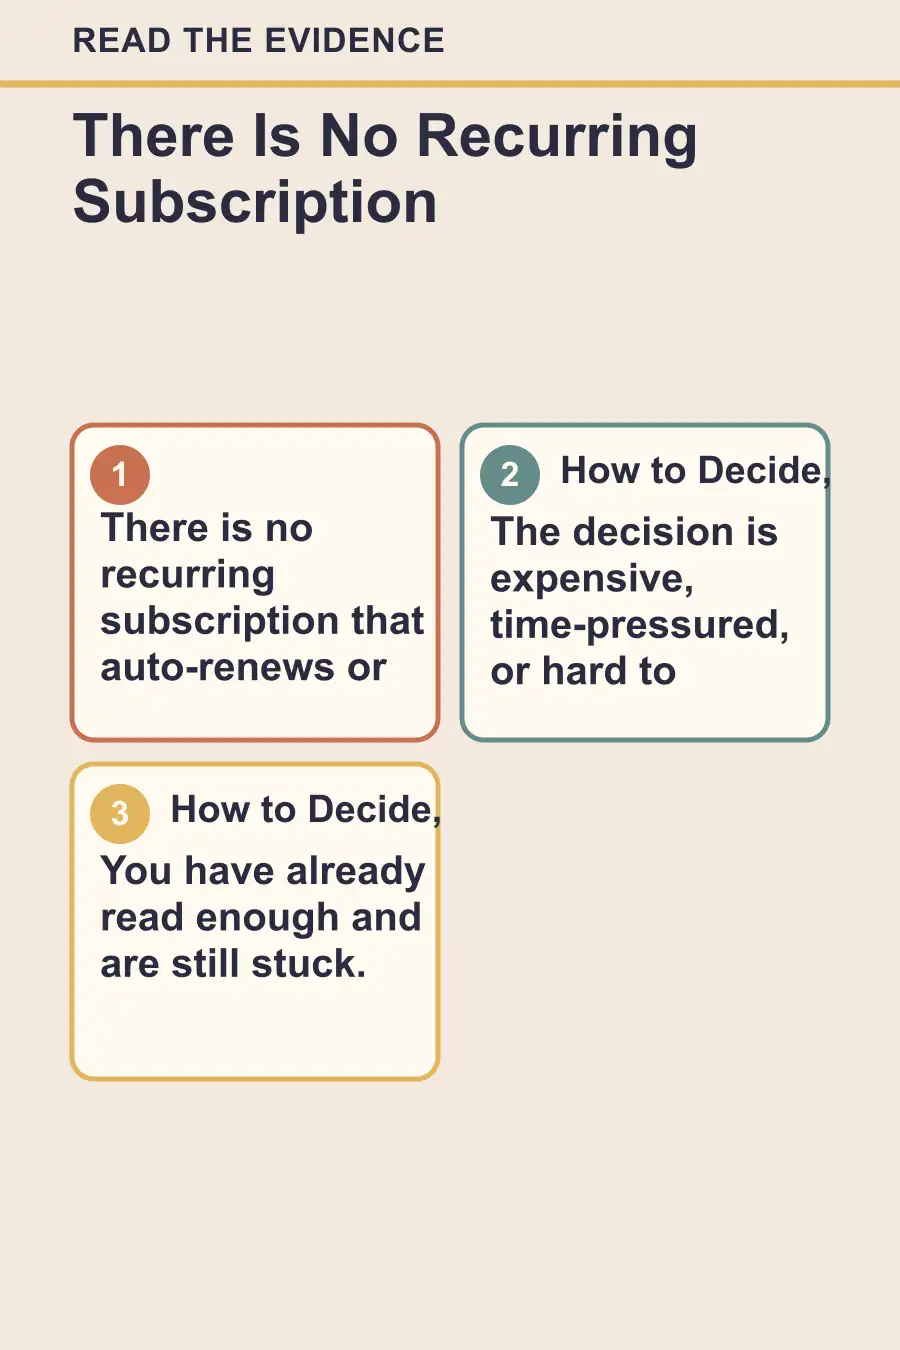 READ THE EVIDENCE
There Is No Recurring
Subscription
1
There is no
recurring
subscription that
auto-renews or
2
How to Decide,
The decision is
expensive,
time-pressured,
or hard to
3
How to Decide,
You have already
read enough and
are still stuck.